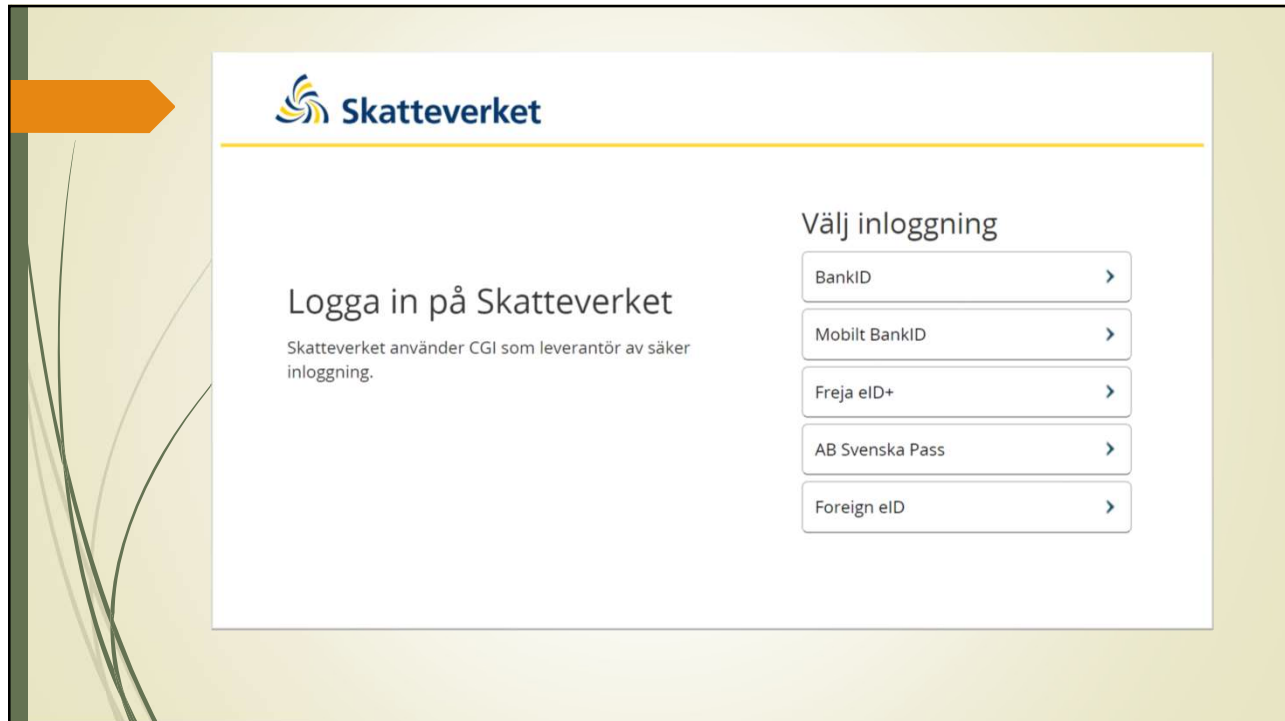 Skatteverket
Logga in på Skatteverket
Skatteverket använder CGI som leverantör av säker
inloggning.
Välj inloggning
BankID
Mobilt BankID
Freja eID+
AB Svenska Pass
Foreign eID